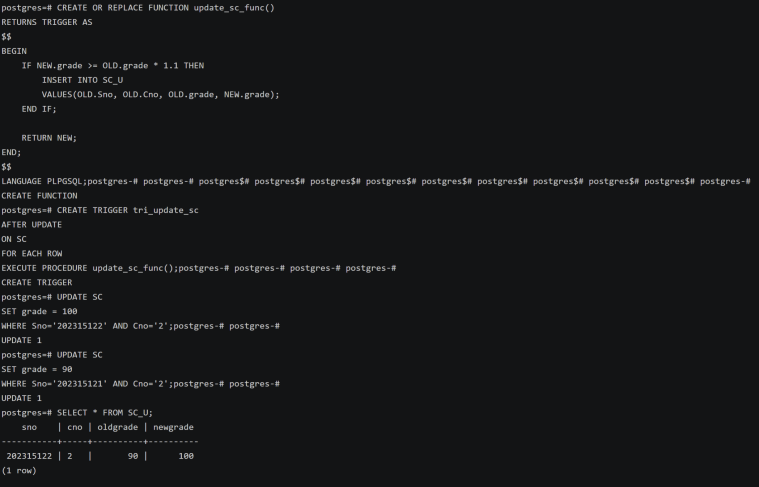 postgres=# CREATE OR REPLACE FUNCTION update_sc_func()
RETURNS TRIGGER AS
$$
BEGIN
    IF NEW.grade >= OLD.grade * 1.1 THEN
        INSERT INTO SC_U
        VALUES(OLD.Sno, OLD.Cno, OLD.grade, NEW.grade);
    END IF;

    RETURN NEW;
END;
$$
LANGUAGE PLPGSQL;postgres-# postgres-# postgres$# postgres$# postgres$# postgres$# postgres$# postgres$# postgres$# postgres$# postgres$# postgres-#
CREATE FUNCTION
postgres=# CREATE TRIGGER tri_update_sc
AFTER UPDATE
ON SC
FOR EACH ROW
EXECUTE PROCEDURE update_sc_func();postgres-# postgres-# postgres-# postgres-#
CREATE TRIGGER
postgres=# UPDATE SC
SET grade = 100
WHERE Sno='202315122' AND Cno='2';postgres-# postgres-#
UPDATE 1
postgres=# UPDATE SC
SET grade = 90
WHERE Sno='202315121' AND Cno='2';postgres-# postgres-#
UPDATE 1
postgres=# SELECT * FROM SC_U;
    sno    | cno | oldgrade | newgrade
-----------+-----+----------+----------
 202315122 | 2   |       90 |      100
(1 row)